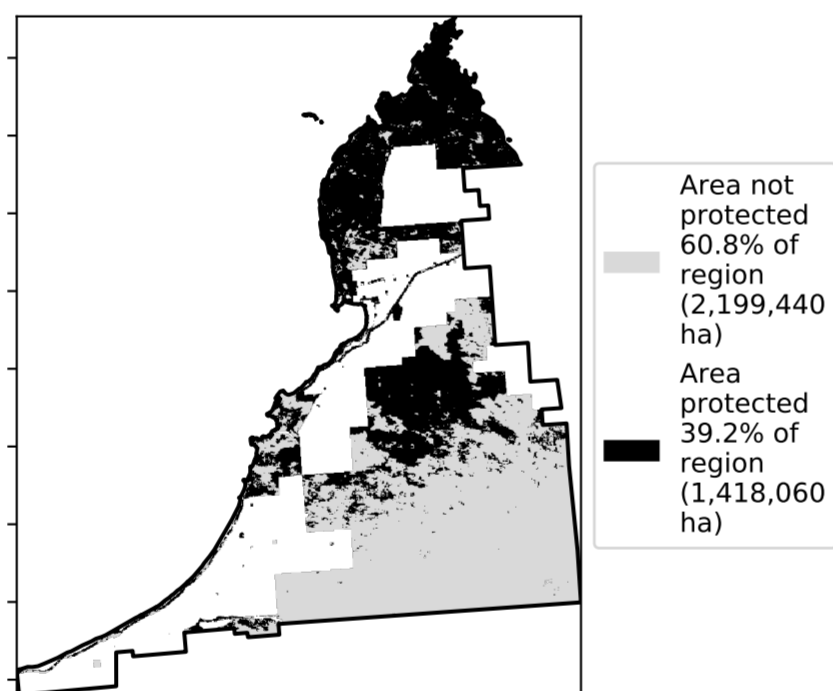 Area not
protected
60.8% of
region
(2,199,440
ha)
Area
protected
39.2% of
region
(1,418,060
ha)